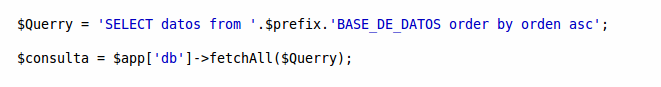 $Querry = 'SELECT datos from '.$prefix.'BASE_DE_DATOS order by orden asc';
$consulta = $app['db']->fetchAll($Querry);